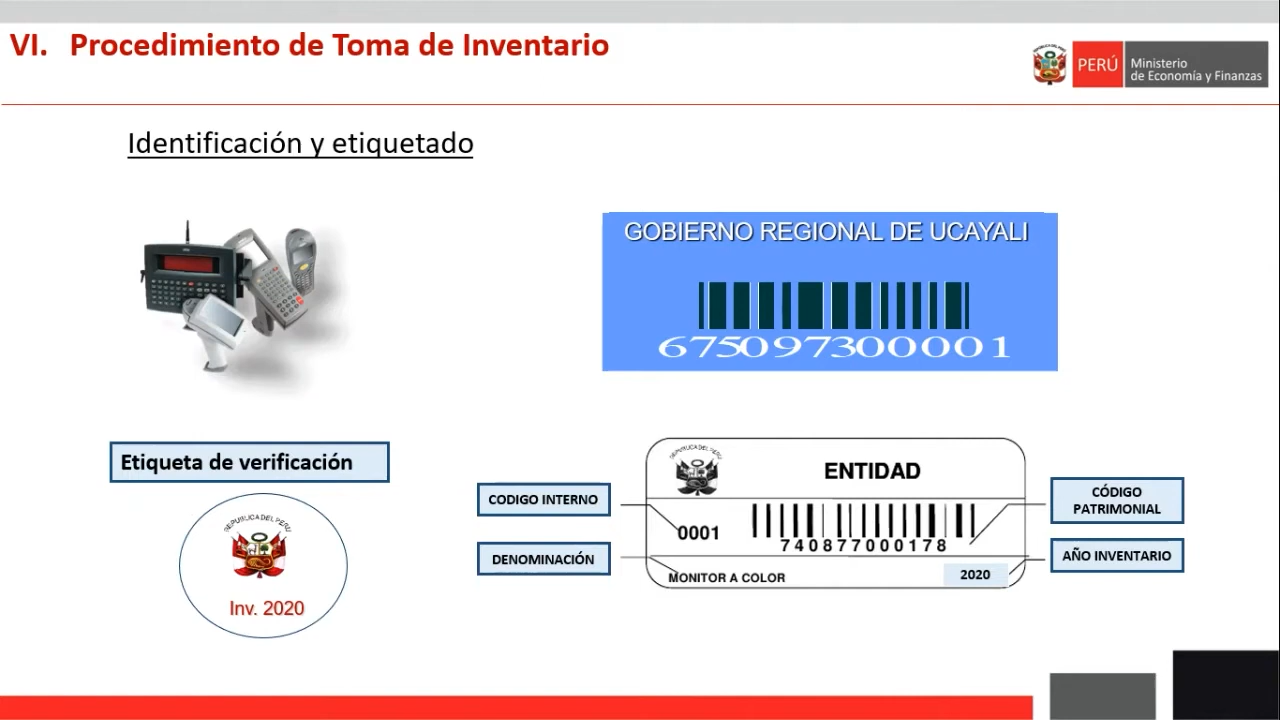 VI. Procedimiento de Toma de Inventario
PERÚ
Ministerio
de Economía y Finanzas
Identificación y etiquetado
GOBIERNO REGIONAL DE UCAYALI
675097300001
Etiqueta de verificación
REPUBLICA DEL PERU
Inv. 2020
CODIGO INTERNO
DENOMINACIÓN
REPUBLICA DEL PERU
ENTIDAD
0001
740877000178
MONITOR A COLOR
2020
CÓDIGO
PATRIMONIAL
AÑO INVENTARIO